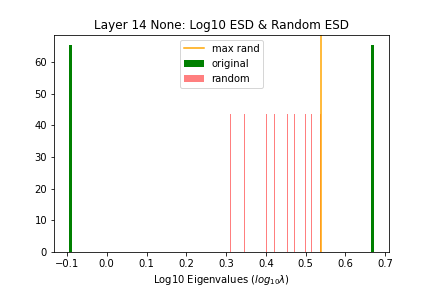 Layer 14 None: Log10 ESD & Random ESD
max rand
original
random
60
50
40
30
20
10
0
−0.1 0.0 0.1 0.2 0.3 0.4 0.5 0.6 0.7
Log10 Eigenvalues (log₁₀λ)